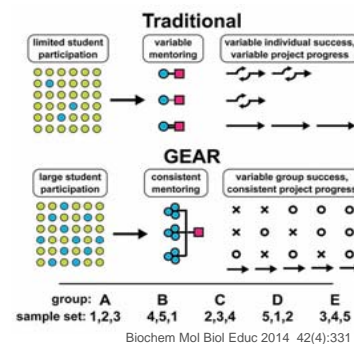 Traditional
limited student participation
variable mentoring
variable individual success, variable project progress
GEAR
large student participation
consistent mentoring
variable group success, consistent project progress
group: A B C D E
sample set: 1,2,3 4,5,1 2,3,4 5,1,2 3,4,5
Biochem Mol Biol Educ 2014 42(4):331